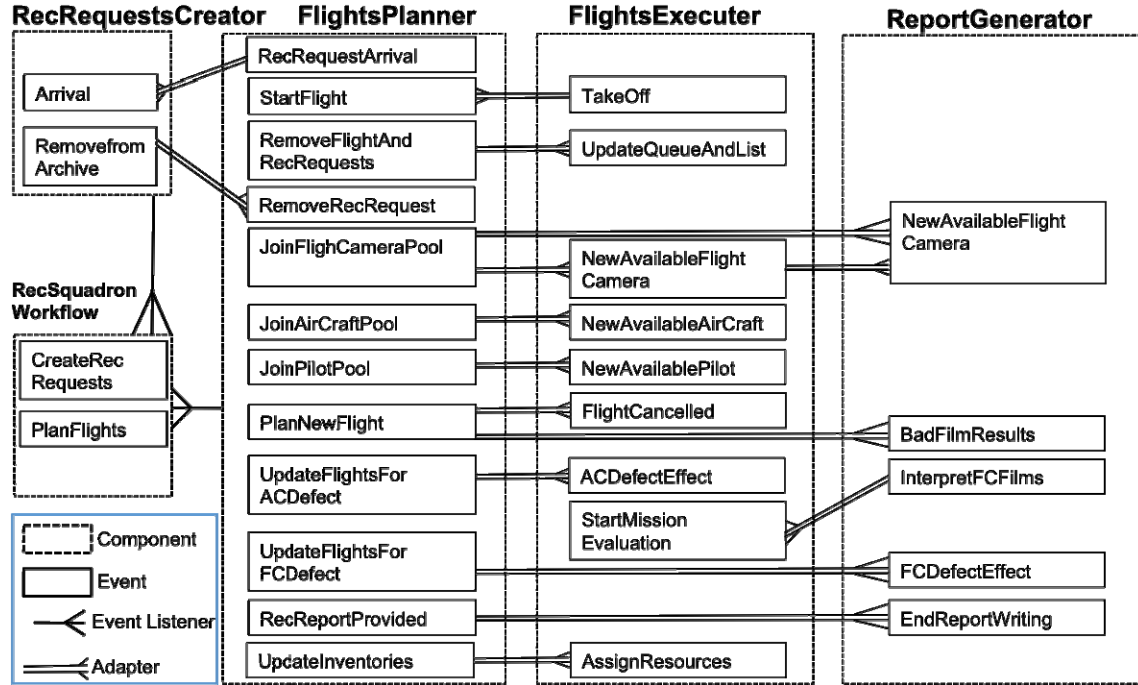 RecRequestsCreator
Arrival
Removefrom
Archive
RecSquadron
Workflow
CreateRec
Requests
PlanFlights
Component
Event
Event Listener
Adapter
FlightsPlanner
RecRequestArrival
StartFlight
RemoveFlightAnd
RecRequests
RemoveRecRequest
JoinFlighCameraPool
JoinAirCraftPool
JoinPilotPool
PlanNewFlight
UpdateFlightsFor
ACDefect
UpdateFlightsFor
FCDefect
RecReportProvided
UpdateInventories
FlightsExecuter
TakeOff
UpdateQueueAndList
NewAvailableFlight
Camera
NewAvailableAirCraft
NewAvailablePilot
FlightCancelled
ACDefectEffect
StartMission
Evaluation
AssignResources
ReportGenerator
NewAvailableFlight
Camera
BadFilmResults
InterpretFCFilms
FCDefectEffect
EndReportWriting